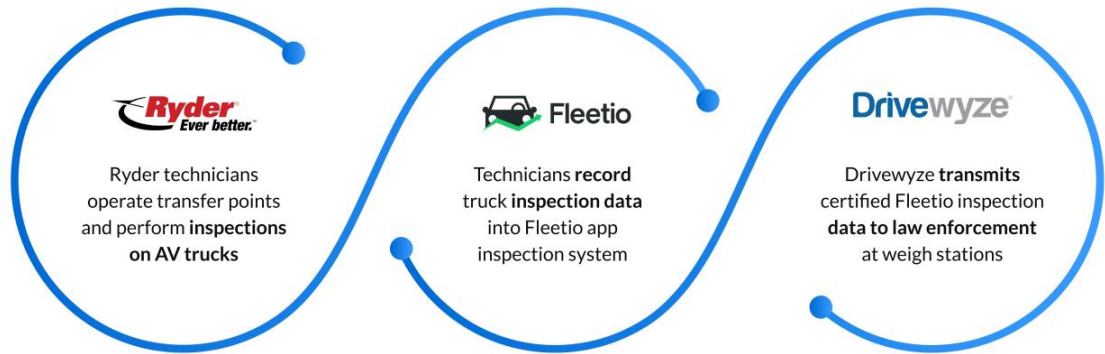 Ryder
Ever better.™
Ryder technicians
operate transfer points
and perform inspections
on AV trucks
Fleetio
Technicians record
truck inspection data
into Fleetio app
inspection system
Drivewyze®
Drivewyze transmits
certified Fleetio inspection
data to law enforcement
at weigh stations